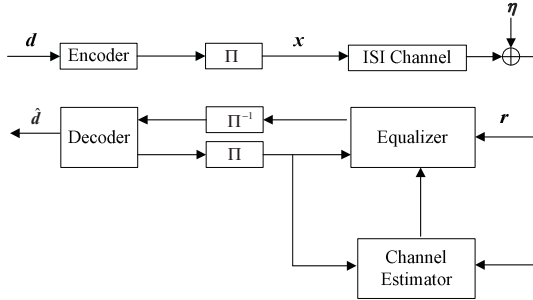 η
d
Encoder
Π
x
ISI Channel
d̂
Decoder
Π⁻¹
Π
Equalizer
r
Channel
Estimator